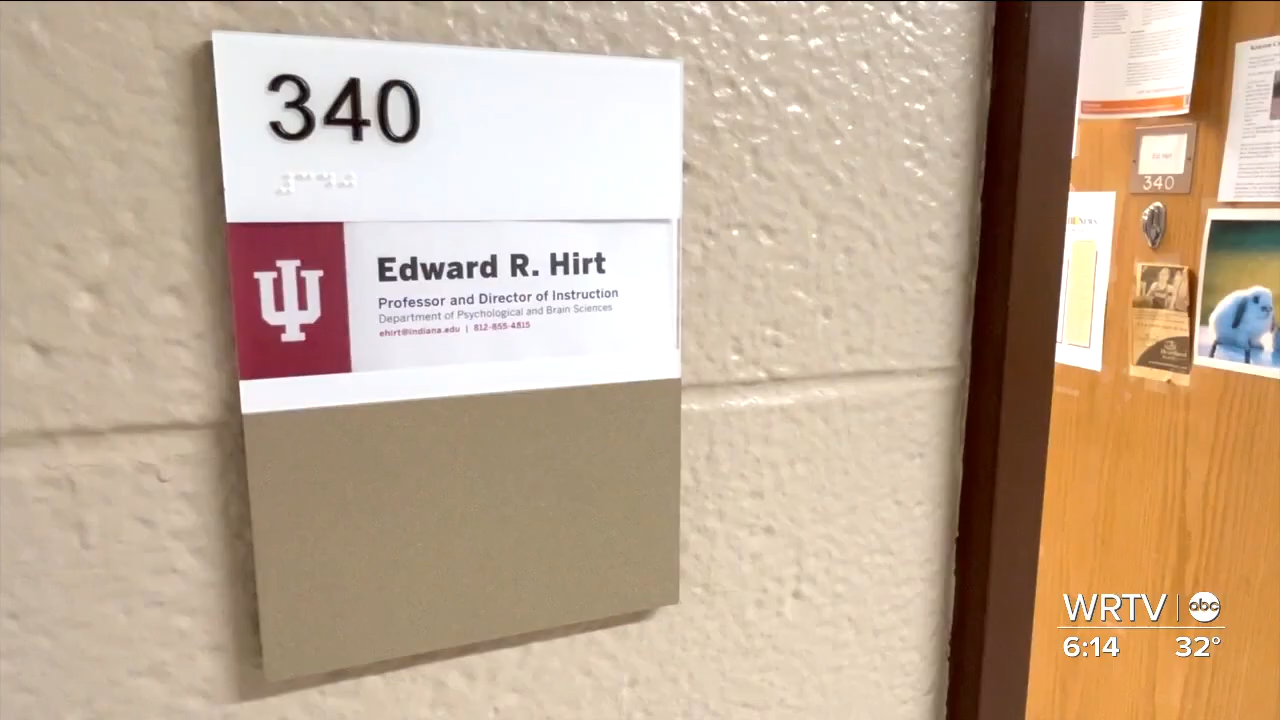 340
Edward R. Hirt
Professor and Director of Instruction
Department of Psychological and Brain Sciences
ehirt@indiana.edu | 812-855-4815
340
WRTV | abc
6:14 32°